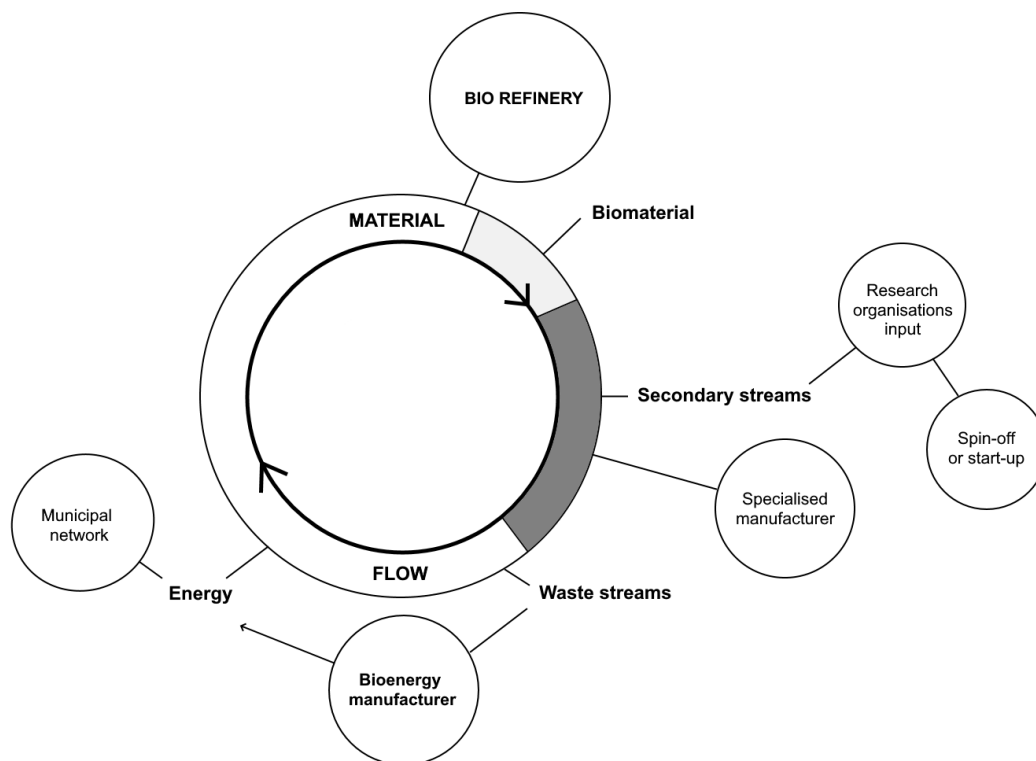 BIO REFINERY
MATERIAL
Biomaterial
Research
organisations
input
Secondary streams
Spin-off
or start-up
Specialised
manufacturer
Municipal
network
FLOW
Energy
Waste streams
Bioenergy
manufacturer